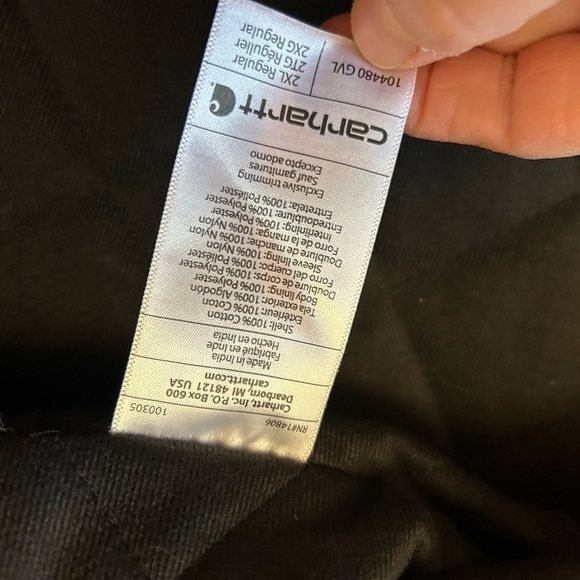 RN#14806
100305
Carhartt, Inc. P.O. Box 600
Dearborn, MI 48121 USA
carhartt.com
Made in India
Fabriqué en Inde
Hecho en India
Shell: 100% Cotton
Extérieur: 100% Coton
Tela exterior: 100% Algodón
Body lining: 100% Polyester
Doublure de corps: 100% Polyester
Forro del cuerpo: 100% Poliéster
Sleeve lining: 100% Nylon
Doublure de manche: 100% Nylon
Forro de la manga: 100% Nylon
Interlining: 100% Polyester
Entredoublure: 100% Polyester
Entretela: 100% Poliéster
Exclusive trimming
Sauf garnitures
Excepto adorno
carhartt
2XL Regular
2TG Régulier
2XG Regular
104480 GVL